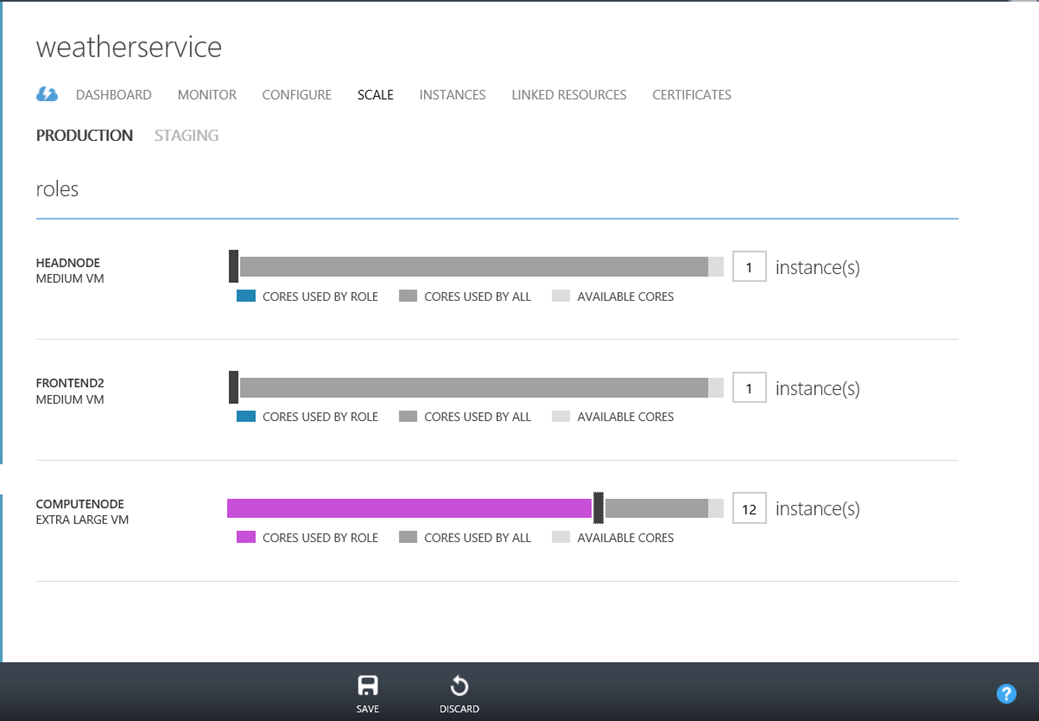 weatherservice
DASHBOARD MONITOR CONFIGURE SCALE INSTANCES LINKED RESOURCES CERTIFICATES
PRODUCTION STAGING
roles
HEADNODE
MEDIUM VM
1 instance(s)
CORES USED BY ROLE CORES USED BY ALL AVAILABLE CORES
FRONTEND2
MEDIUM VM
1 instance(s)
CORES USED BY ROLE CORES USED BY ALL AVAILABLE CORES
COMPUTENODE
EXTRA LARGE VM
12 instance(s)
CORES USED BY ROLE CORES USED BY ALL AVAILABLE CORES
SAVE DISCARD
?